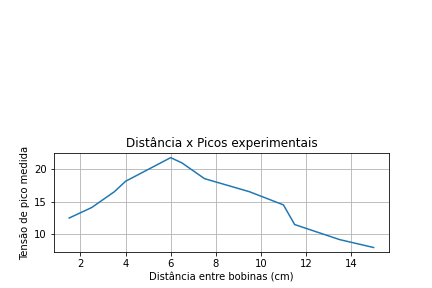 Distância x Picos experimentais
Tensão de pico medida
20
15
10
2 4 6 8 10 12 14
Distância entre bobinas (cm)